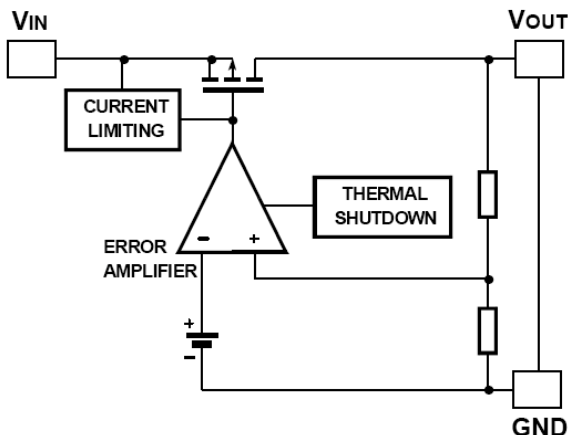 VIN
VOUT
CURRENT
LIMITING
THERMAL
SHUTDOWN
- +
ERROR
AMPLIFIER
+
-
GND